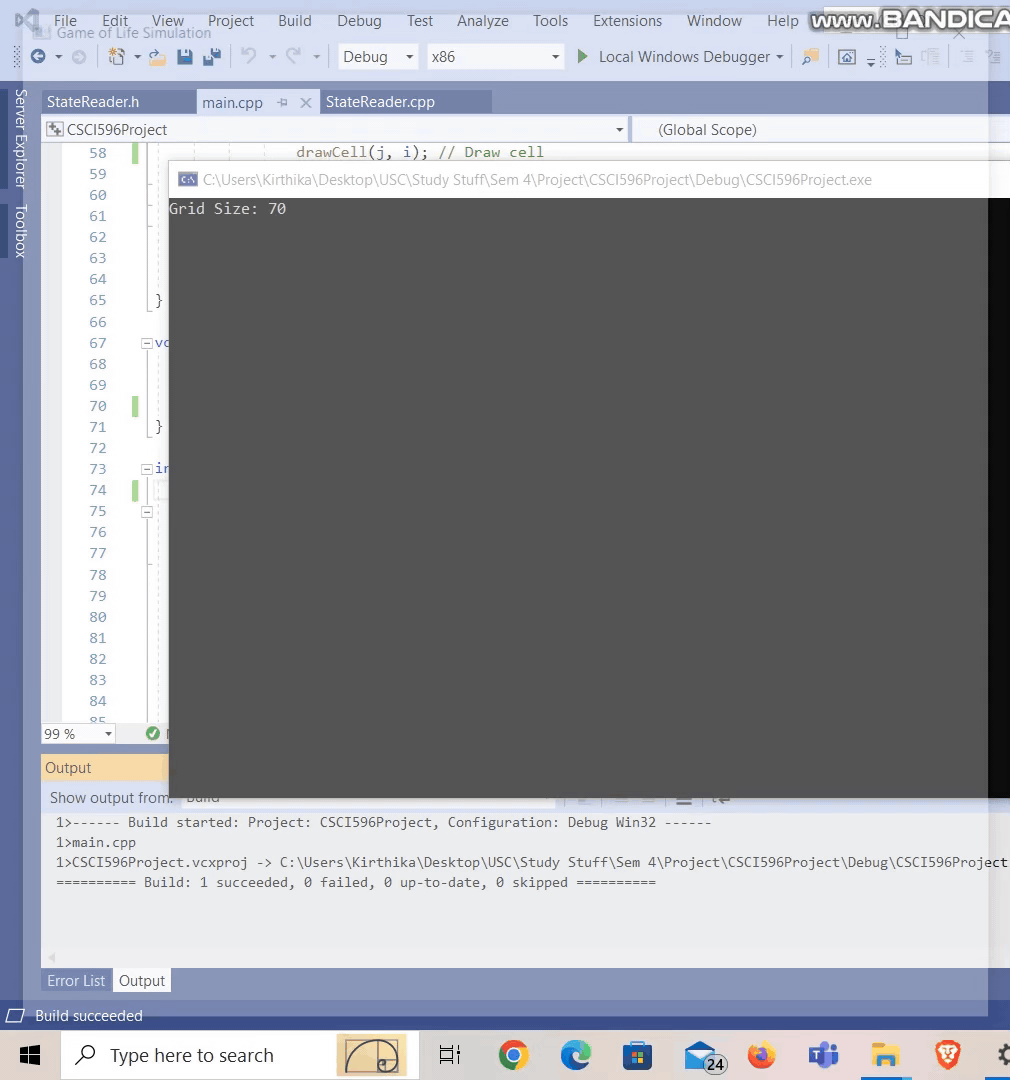 File Edit View Project Build Debug Test Analyze Tools Extensions Window Help
www.BANDICA
Game of Life Simulation
Debug x86 Local Windows Debugger
Server Explorer
Toolbox
StateReader.h main.cpp StateReader.cpp
CSCI596Project (Global Scope)
58 drawCell(j, i); // Draw cell
59
C:\Users\Kirthika\Desktop\USC\Study Stuff\Sem 4\Project\CSCI596Project\Debug\CSCI596Project.exe
60
Grid Size: 70
61
62
63
64
65 }
66
67
68
69
70
71 }
72
73 in
74
75
76
77
78
79
80
81
82
83
84
85
99 %
Output
Show output from: Build
1>------ Build started: Project: CSCI596Project, Configuration: Debug Win32 ------
1>main.cpp
1>CSCI596Project.vcxproj -> C:\Users\Kirthika\Desktop\USC\Study Stuff\Sem 4\Project\CSCI596Project\Debug\CSCI596Project
========== Build: 1 succeeded, 0 failed, 0 up-to-date, 0 skipped ==========
Error List Output
Build succeeded
Type here to search
24